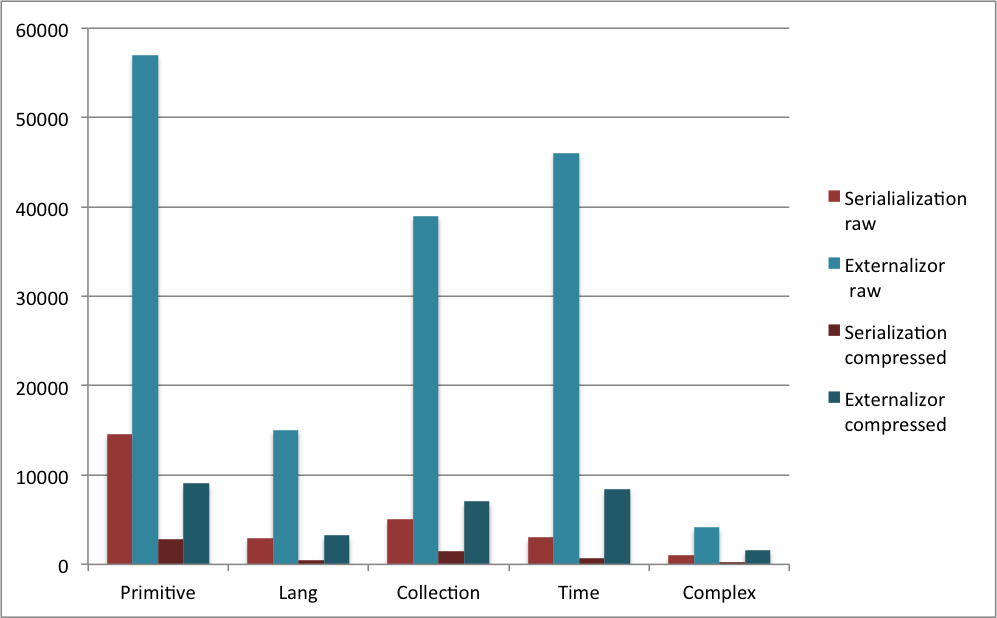 60000
50000
40000
30000
20000
10000
0
Primitive Lang Collection Time Complex
Serialialization
raw
Externalizor
raw
Serialization
compressed
Externalizor
compressed